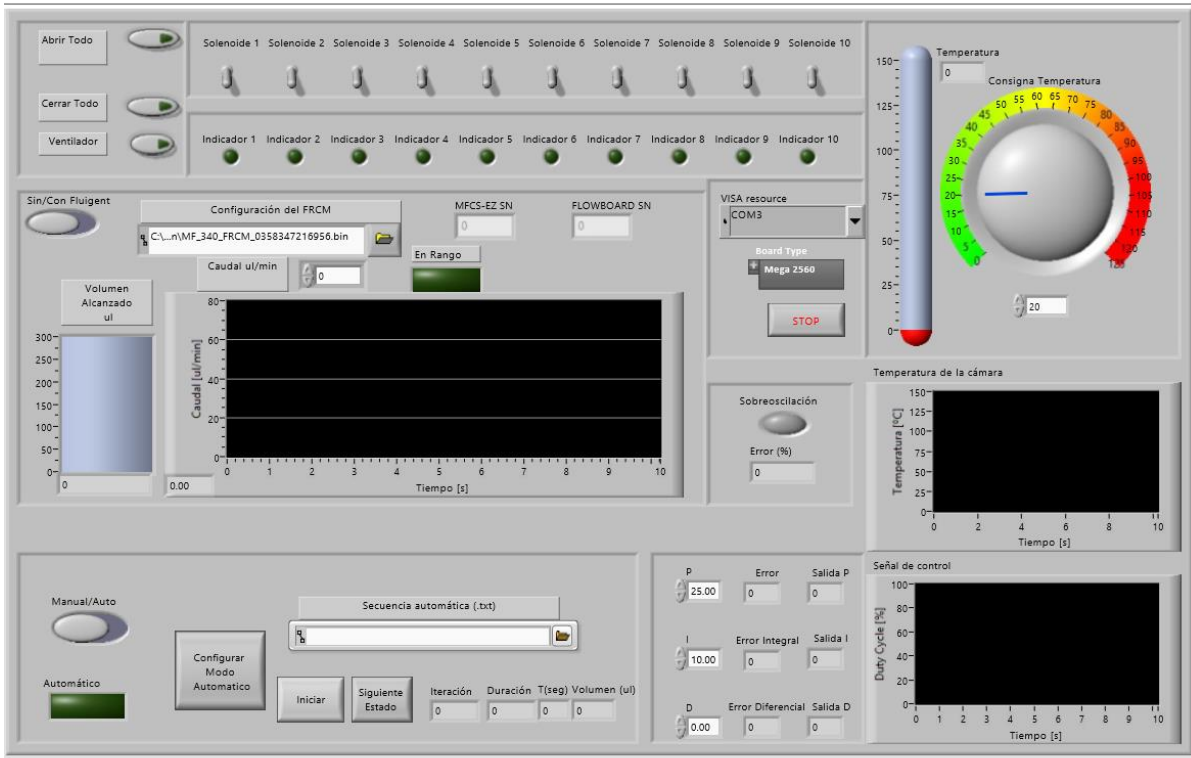 Abrir Todo
Cerrar Todo
Ventilador
Solenoide 1 Solenoide 2 Solenoide 3 Solenoide 4 Solenoide 5 Solenoide 6 Solenoide 7 Solenoide 8 Solenoide 9 Solenoide 10
Indicador 1 Indicador 2 Indicador 3 Indicador 4 Indicador 5 Indicador 6 Indicador 7 Indicador 8 Indicador 9 Indicador 10
150
125
100
75
50
25
0
Temperatura
0
Consigna Temperatura
0 5 10 15 20 25 30 35 40 45 50 55 60 65 70 75 80 85 90 95 100 105 110 115 120 126
20
Sin/Con Fluigent
Configuración del FRCM
C:\...n\MF_340_FRCM_0358347216956.bin
MFCS-EZ SN
0
FLOWBOARD SN
0
Caudal ul/min
0
En Rango
Volumen
Alcanzado
ul
300
250
200
150
100
50
0
0
Caudal [ul/min]
80
60
40
20
0
0 1 2 3 4 5 6 7 8 9 10
Tiempo [s]
0.00
VISA resource
COM3
Board Type
Mega 2560
STOP
Sobreoscilación
Error (%)
0
Temperatura de la cámara
Temperatura [ºC]
150
125
100
75
50
25
0
0 2 4 6 8 10
Tiempo [s]
Manual/Auto
Automático
Configurar
Modo
Automatico
Secuencia automática (.txt)
Iniciar
Siguiente
Estado
Iteración Duración T(seg) Volumen (ul)
0 0 0 0
P Error Salida P
25.00 0 0
I Error Integral Salida I
10.00 0 0
D Error Diferencial Salida D
0.00 0 0
Señal de control
Duty Cycle [%]
100
80
60
40
20
0
0 1 2 3 4 5 6 7 8 9 10
Tiempo [s]